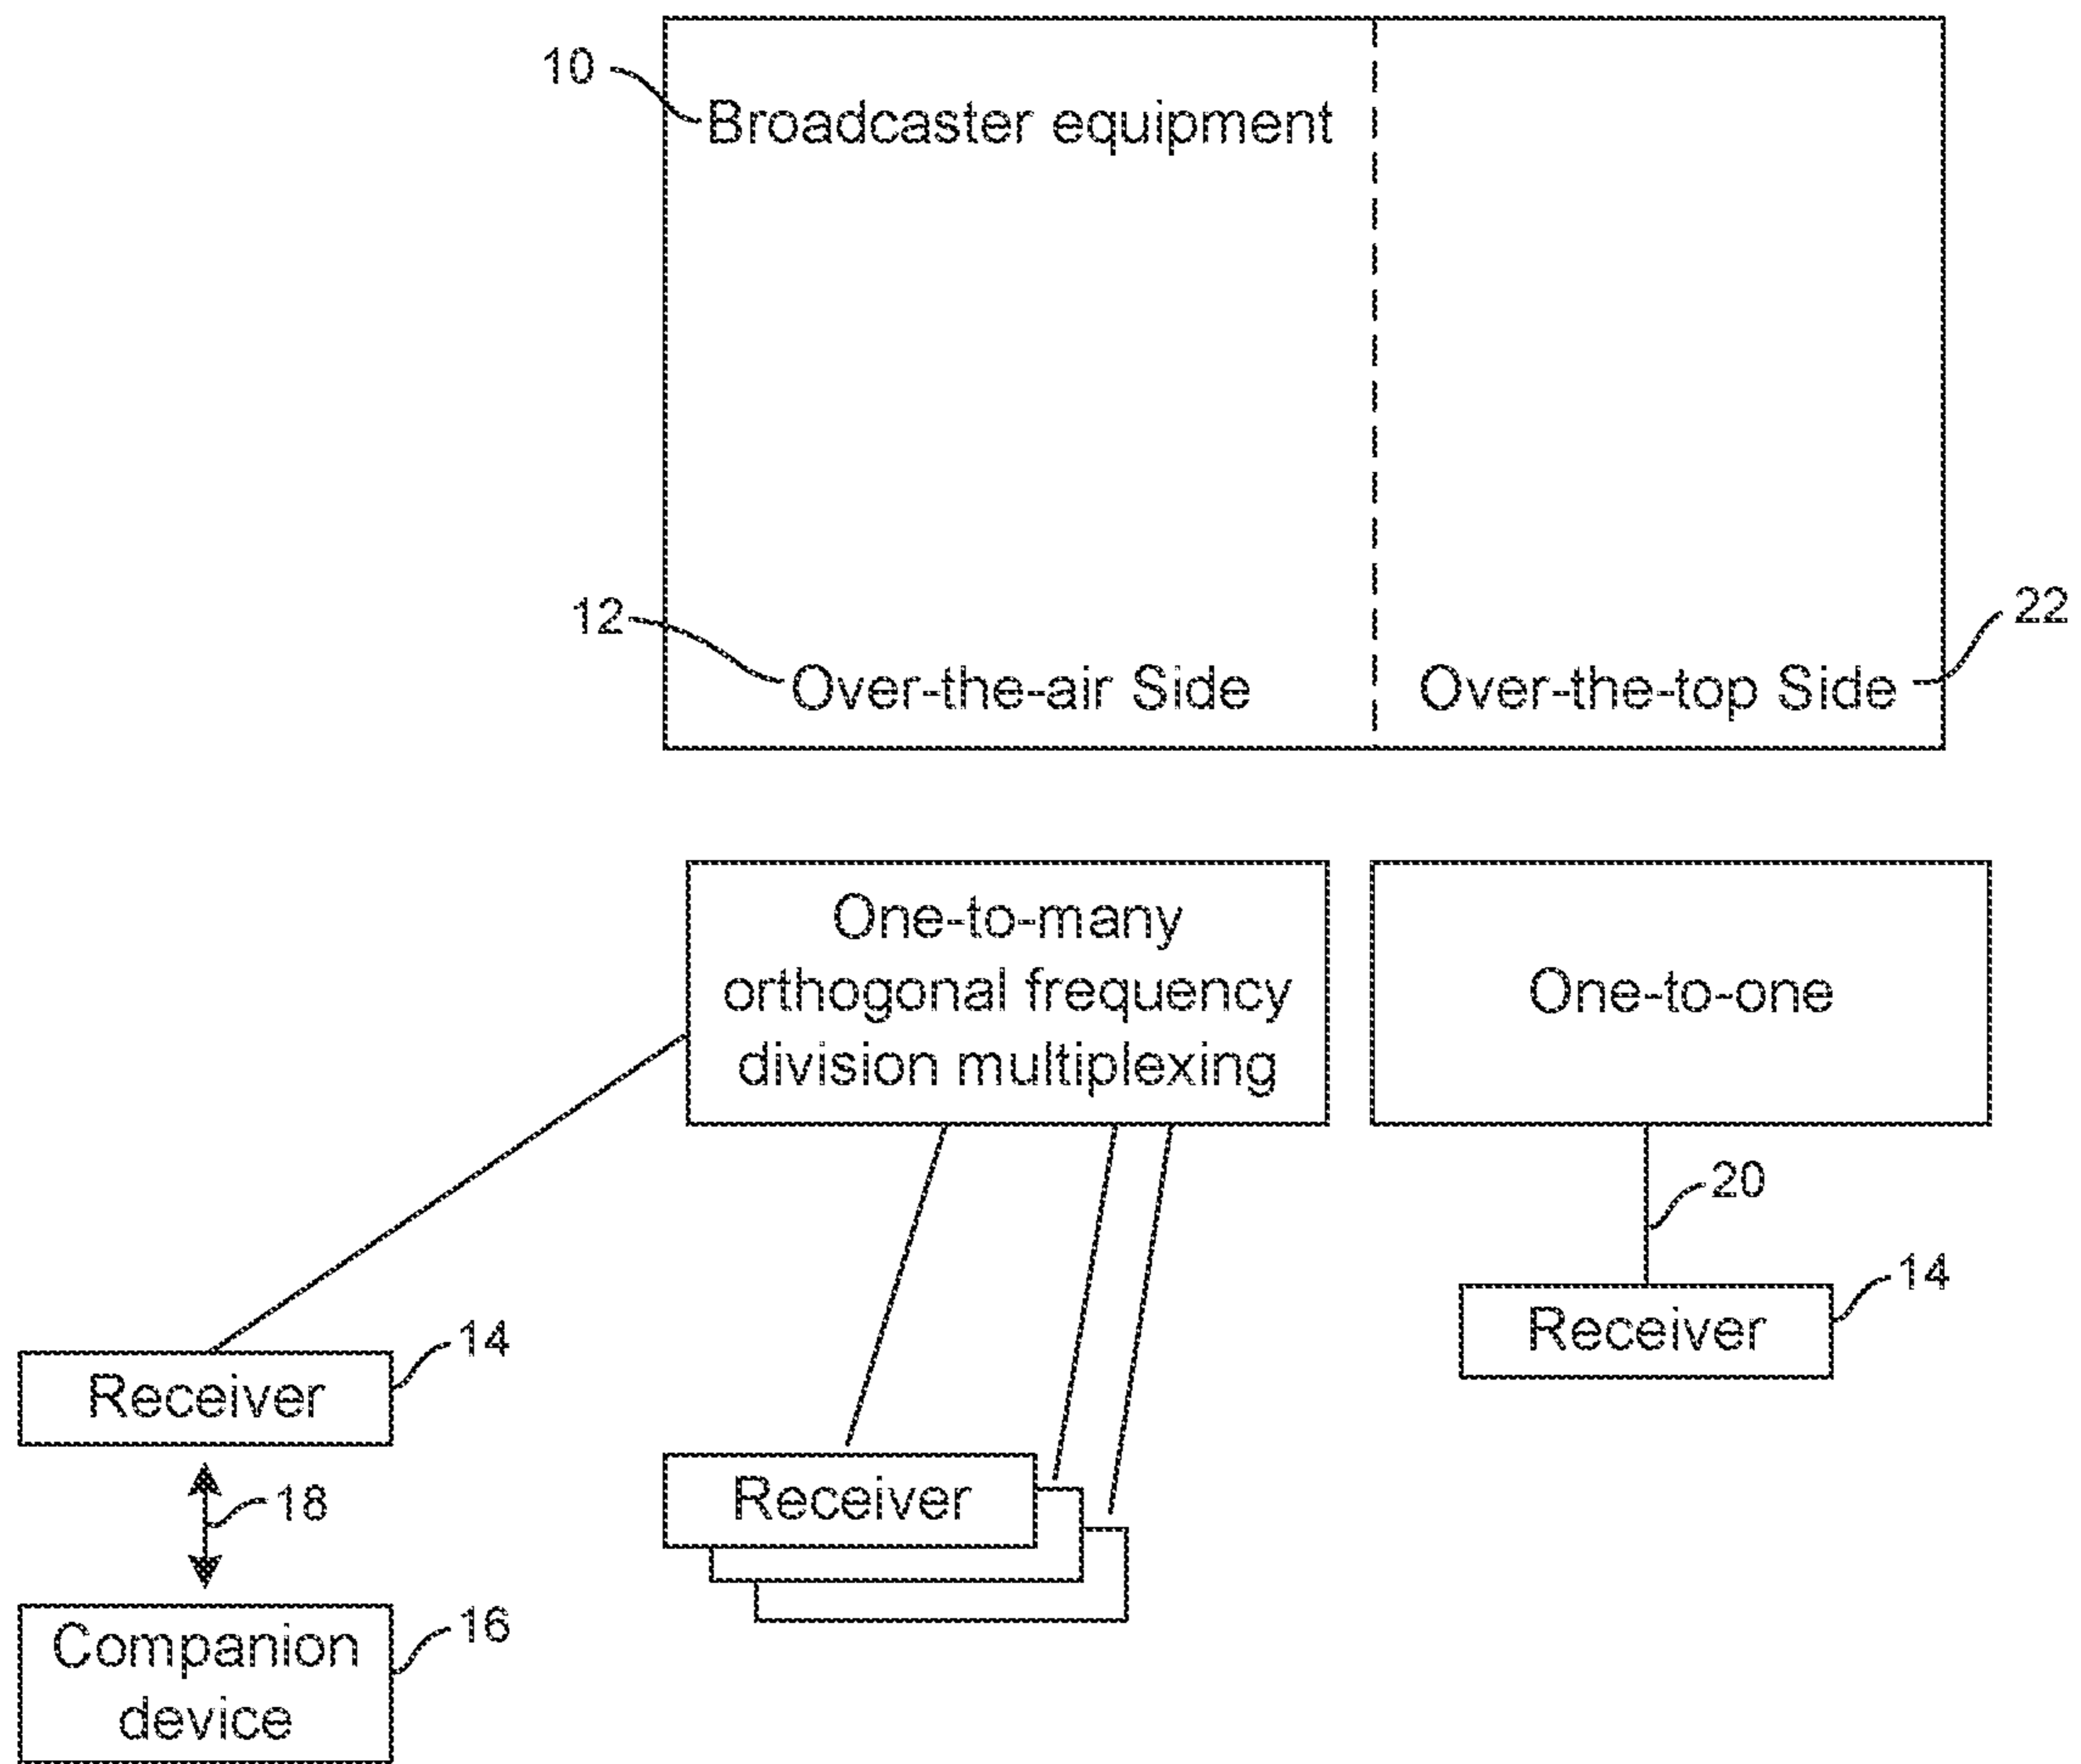 10
Broadcaster equipment
12
22
Over-the-air Side
Over-the-top Side
One-to-many
orthogonal frequency
division multiplexing
One-to-one
20
14
Receiver
14
Receiver
18
Receiver
16
Companion
device